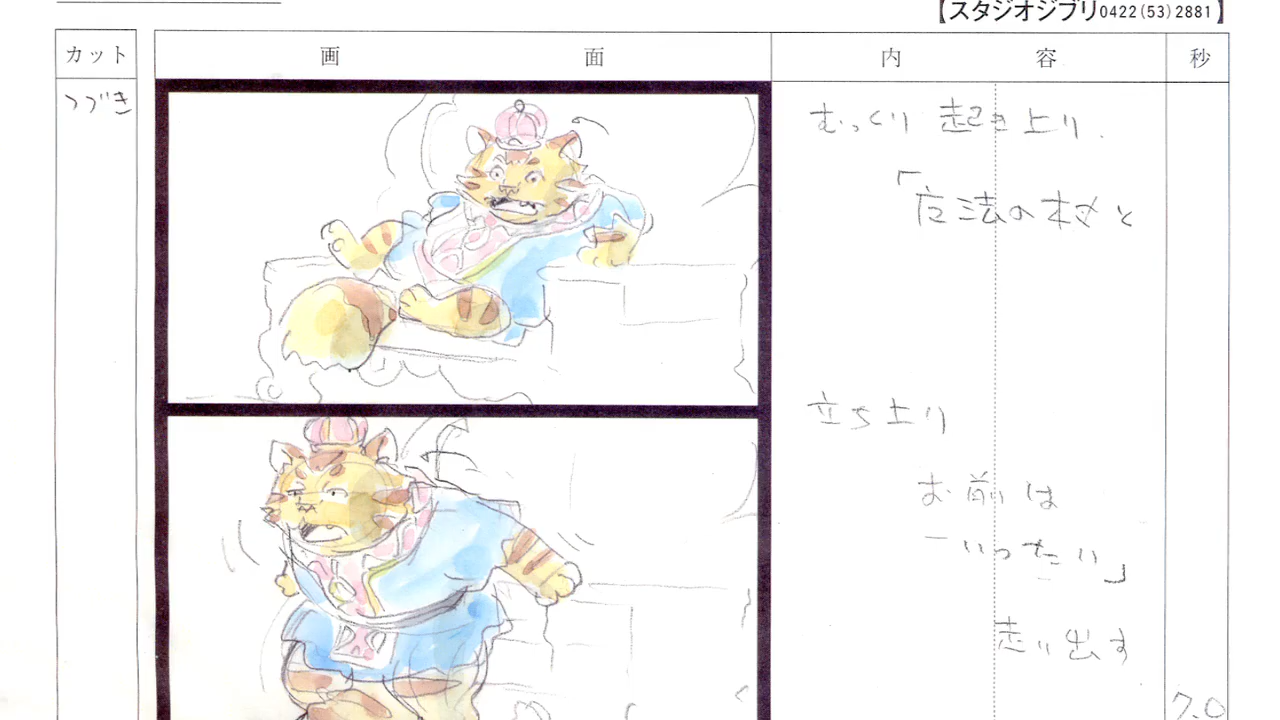 【スタジオジブリ0422(53)2881】
カット
画面
内容
秒
つづき
むっくり起き上り.
「广法の杖と
立ち上り
お前は
一いったい」
走り出す
7.0